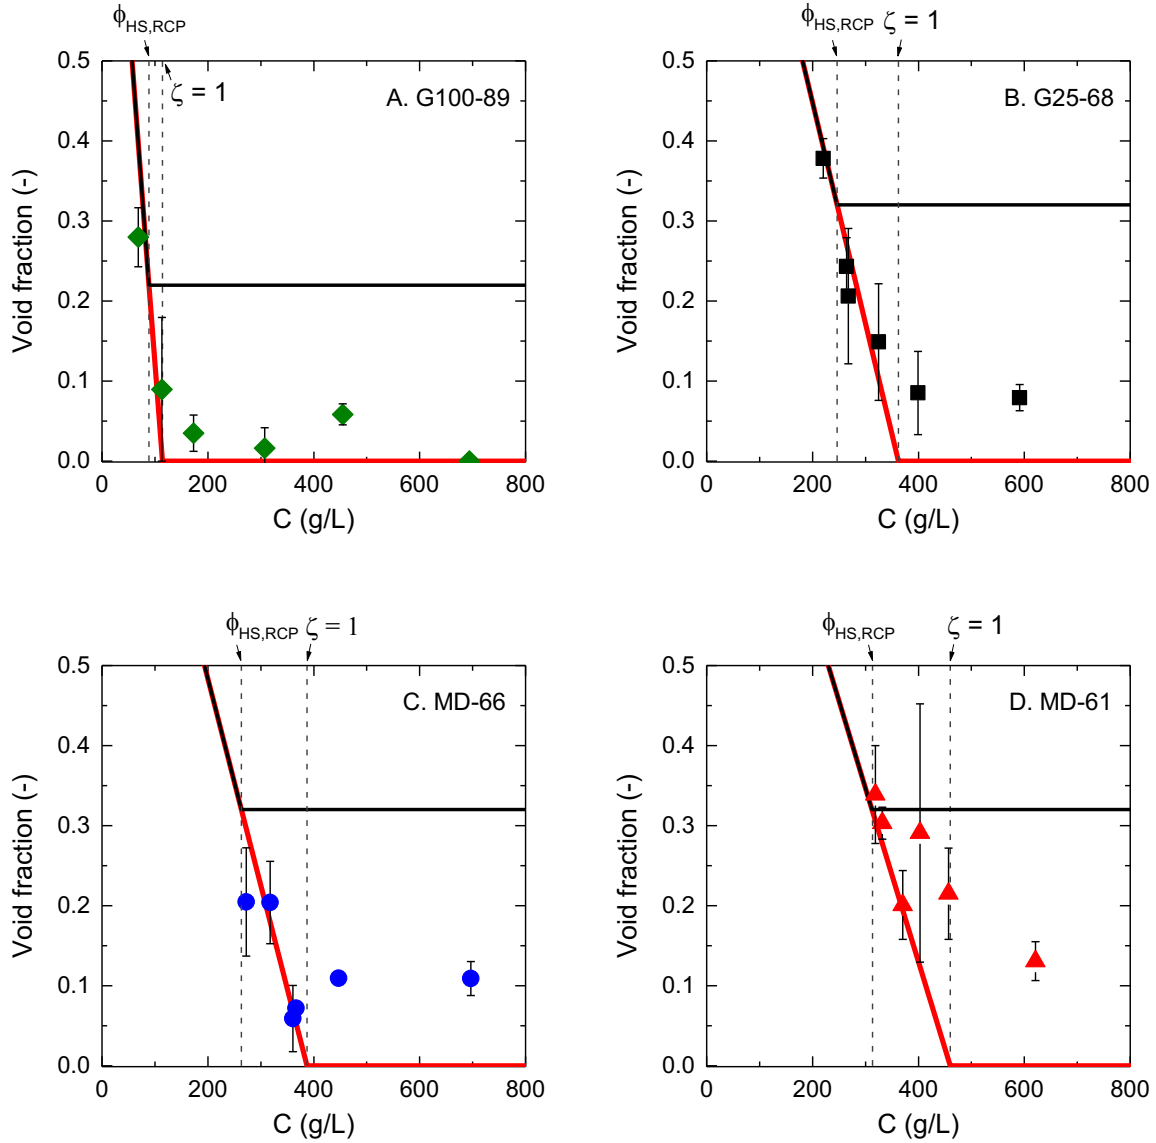 ϕHS,RCP
ζ = 1
A. G100-89
Void fraction (-)
0.5
0.4
0.3
0.2
0.1
0.0
0 200 400 600 800
C (g/L)
ϕHS,RCP ζ = 1
B. G25-68
Void fraction (-)
0.5
0.4
0.3
0.2
0.1
0.0
0 200 400 600 800
C (g/L)
ϕHS,RCP ζ = 1
C. MD-66
Void fraction (-)
0.5
0.4
0.3
0.2
0.1
0.0
0 200 400 600 800
C (g/L)
ϕHS,RCP ζ = 1
D. MD-61
Void fraction (-)
0.5
0.4
0.3
0.2
0.1
0.0
0 200 400 600 800
C (g/L)